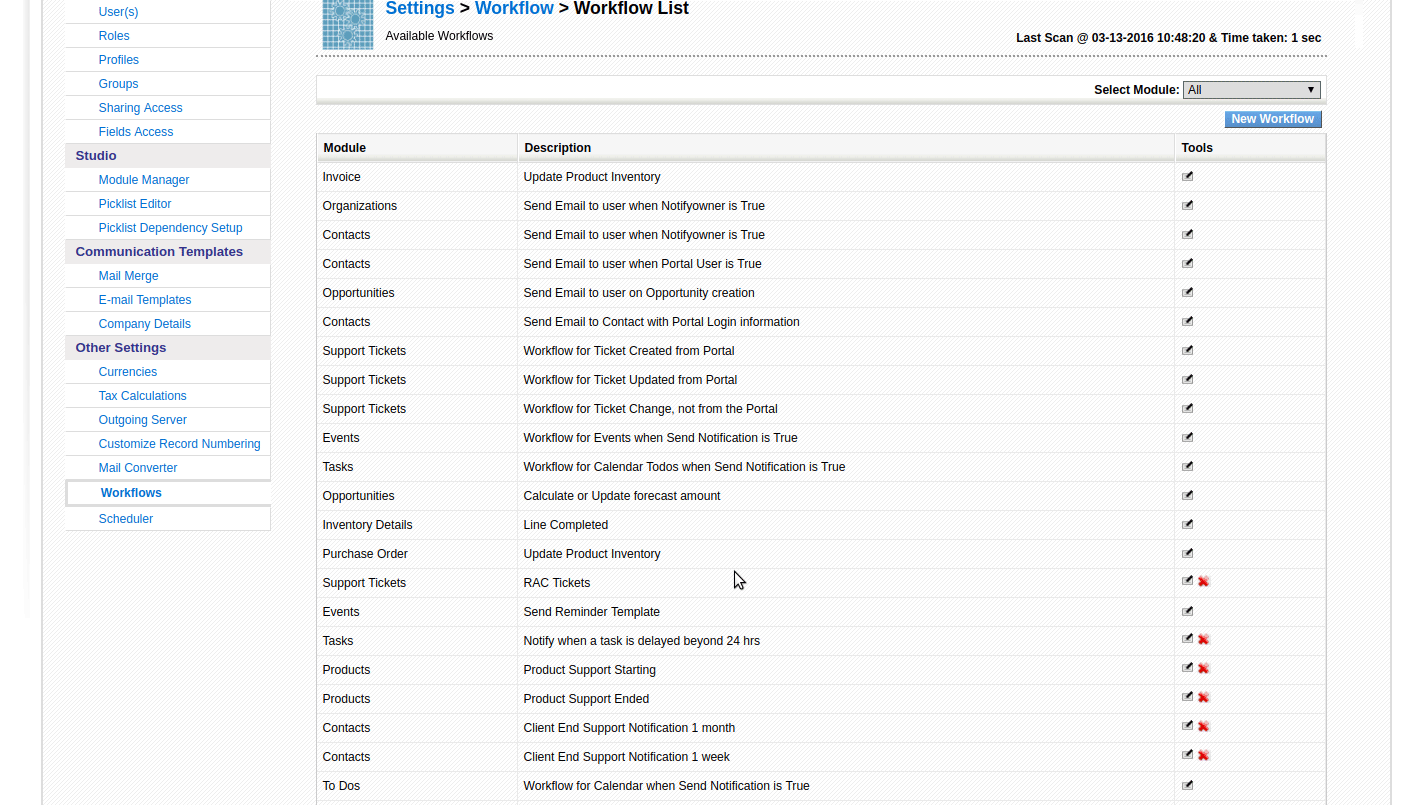 User(s)
Roles
Profiles
Groups
Sharing Access
Fields Access
Studio
Module Manager
Picklist Editor
Picklist Dependency Setup
Communication Templates
Mail Merge
E-mail Templates
Company Details
Other Settings
Currencies
Tax Calculations
Outgoing Server
Customize Record Numbering
Mail Converter
Workflows
Scheduler
Settings > Workflow > Workflow List
Available Workflows
Last Scan @ 03-13-2016 10:48:20 & Time taken: 1 sec
Select Module: All
New Workflow
Module Description Tools
Invoice Update Product Inventory
Organizations Send Email to user when Notifyowner is True
Contacts Send Email to user when Notifyowner is True
Contacts Send Email to user when Portal User is True
Opportunities Send Email to user on Opportunity creation
Contacts Send Email to Contact with Portal Login information
Support Tickets Workflow for Ticket Created from Portal
Support Tickets Workflow for Ticket Updated from Portal
Support Tickets Workflow for Ticket Change, not from the Portal
Events Workflow for Events when Send Notification is True
Tasks Workflow for Calendar Todos when Send Notification is True
Opportunities Calculate or Update forecast amount
Inventory Details Line Completed
Purchase Order Update Product Inventory
Support Tickets RAC Tickets
Events Send Reminder Template
Tasks Notify when a task is delayed beyond 24 hrs
Products Product Support Starting
Products Product Support Ended
Contacts Client End Support Notification 1 month
Contacts Client End Support Notification 1 week
To Dos Workflow for Calendar when Send Notification is True